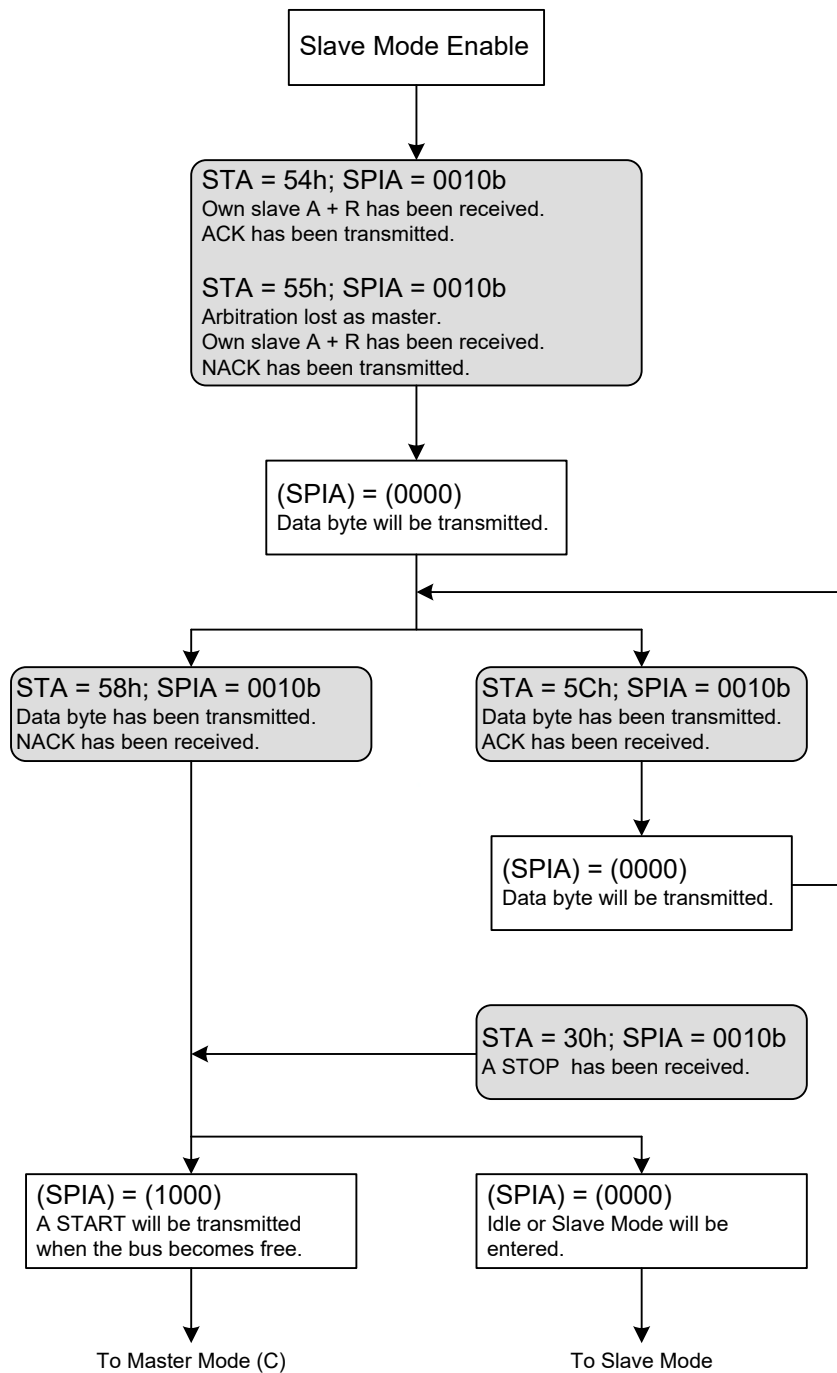 Slave Mode Enable
STA = 54h; SPIA = 0010b
Own slave A + R has been received.
ACK has been transmitted.
STA = 55h; SPIA = 0010b
Arbitration lost as master.
Own slave A + R has been received.
NACK has been transmitted.
(SPIA) = (0000)
Data byte will be transmitted.
STA = 58h; SPIA = 0010b
Data byte has been transmitted.
NACK has been received.
STA = 5Ch; SPIA = 0010b
Data byte has been transmitted.
ACK has been received.
(SPIA) = (0000)
Data byte will be transmitted.
STA = 30h; SPIA = 0010b
A STOP has been received.
(SPIA) = (1000)
A START will be transmitted
when the bus becomes free.
(SPIA) = (0000)
Idle or Slave Mode will be
entered.
To Master Mode (C)
To Slave Mode